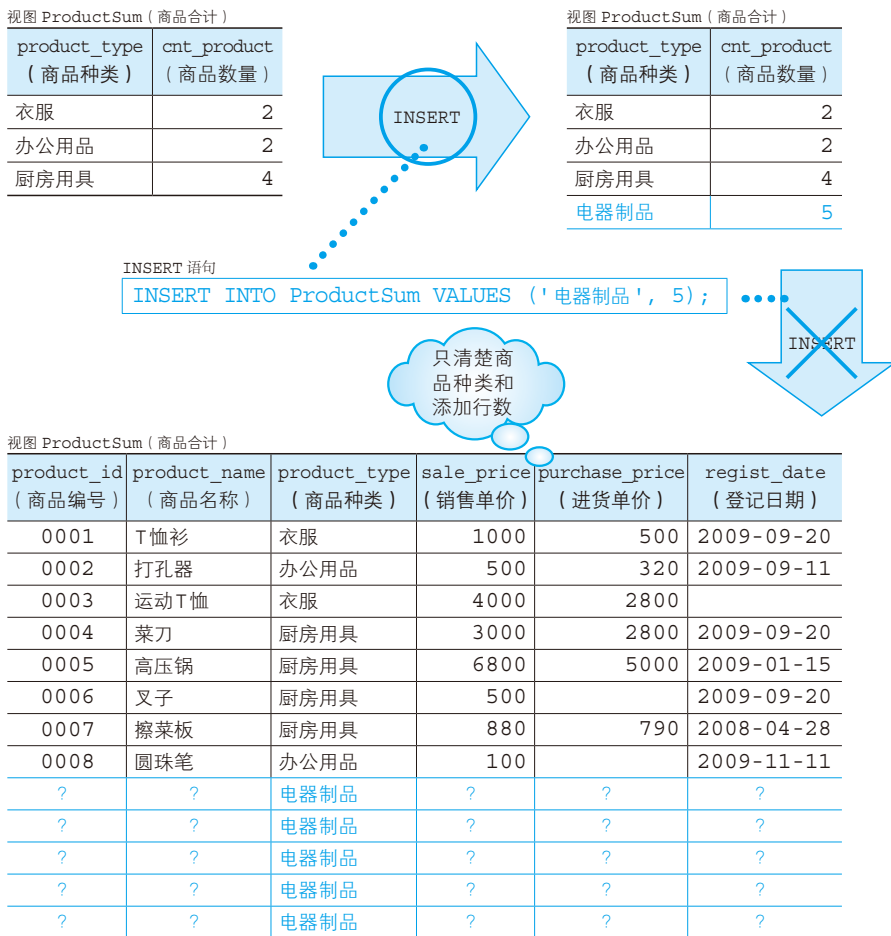 视图 ProductSum（商品合计）
product_type cnt_product
（商品种类） （商品数量）
衣服 2
办公用品 2
厨房用具 4
INSERT
视图 ProductSum（商品合计）
product_type cnt_product
（商品种类） （商品数量）
衣服 2
办公用品 2
厨房用具 4
电器制品 5
INSERT 语句
INSERT INTO ProductSum VALUES ('电器制品', 5);
INSERT
只清楚商
品种类和
添加行数
视图 ProductSum（商品合计）
product_id product_name product_type sale_price purchase_price regist_date
（商品编号） （商品名称） （商品种类） （销售单价） （进货单价） （登记日期）
0001 T恤衫 衣服 1000 500 2009-09-20
0002 打孔器 办公用品 500 320 2009-09-11
0003 运动T恤 衣服 4000 2800
0004 菜刀 厨房用具 3000 2800 2009-09-20
0005 高压锅 厨房用具 6800 5000 2009-01-15
0006 叉子 厨房用具 500 2009-09-20
0007 擦菜板 厨房用具 880 790 2008-04-28
0008 圆珠笔 办公用品 100 2009-11-11
? ? 电器制品 ? ? ?
? ? 电器制品 ? ? ?
? ? 电器制品 ? ? ?
? ? 电器制品 ? ? ?
? ? 电器制品 ? ? ?